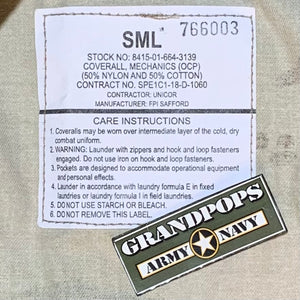 766003
SML
STOCK NO: 8415-01-664-3139
COVERALL, MECHANICS (OCP)
(50% NYLON AND 50% COTTON)
CONTRACT NO. SPE1C1-18-D-1060
CONTRACTOR: UNICOR
MANUFACTURER: FPI SAFFORD
CARE INSTRUCTIONS
1. Coveralls may be worn over intermediate layer of the cold, dry
combat uniform.
2. WARNING: Launder with zippers and hook and loop fasteners
engaged. Do not use iron on hook and loop fasteners.
3. Pockets are designed to accommodate operational equipment
and personal effects.
4. Launder in accordance with laundry formula E in fixed
laundries or laundry formula I in field laundries.
5. DO NOT USE STARCH OR BLEACH.
6. DO NOT REMOVE THIS LABEL.
GRANDPOPS
ARMY NAVY